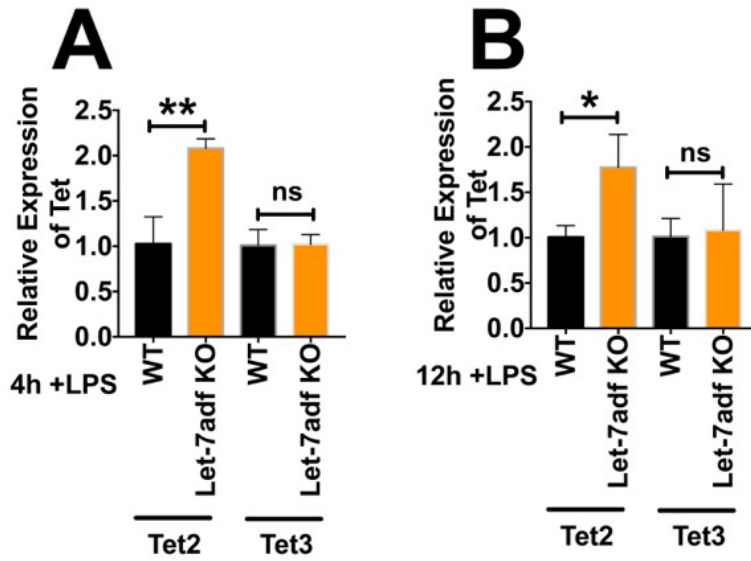 A
Relative Expression
of Tet
2.5
2.0
1.5
1.0
0.5
0.0
**
ns
4h +LPS
WT
Let-7adf KO
WT
Let-7adf KO
Tet2
Tet3
B
Relative Expression
of Tet
2.5
2.0
1.5
1.0
0.5
0.0
*
ns
12h +LPS
WT
Let-7adf KO
WT
Let-7adf KO
Tet2
Tet3